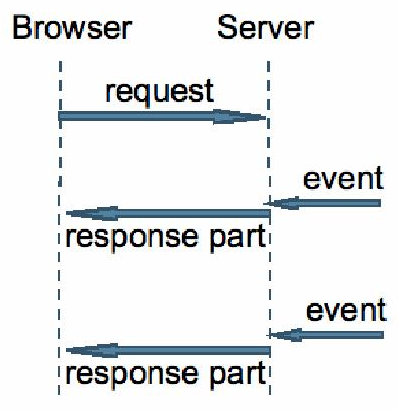 Browser Server
request
event
response part
event
response part